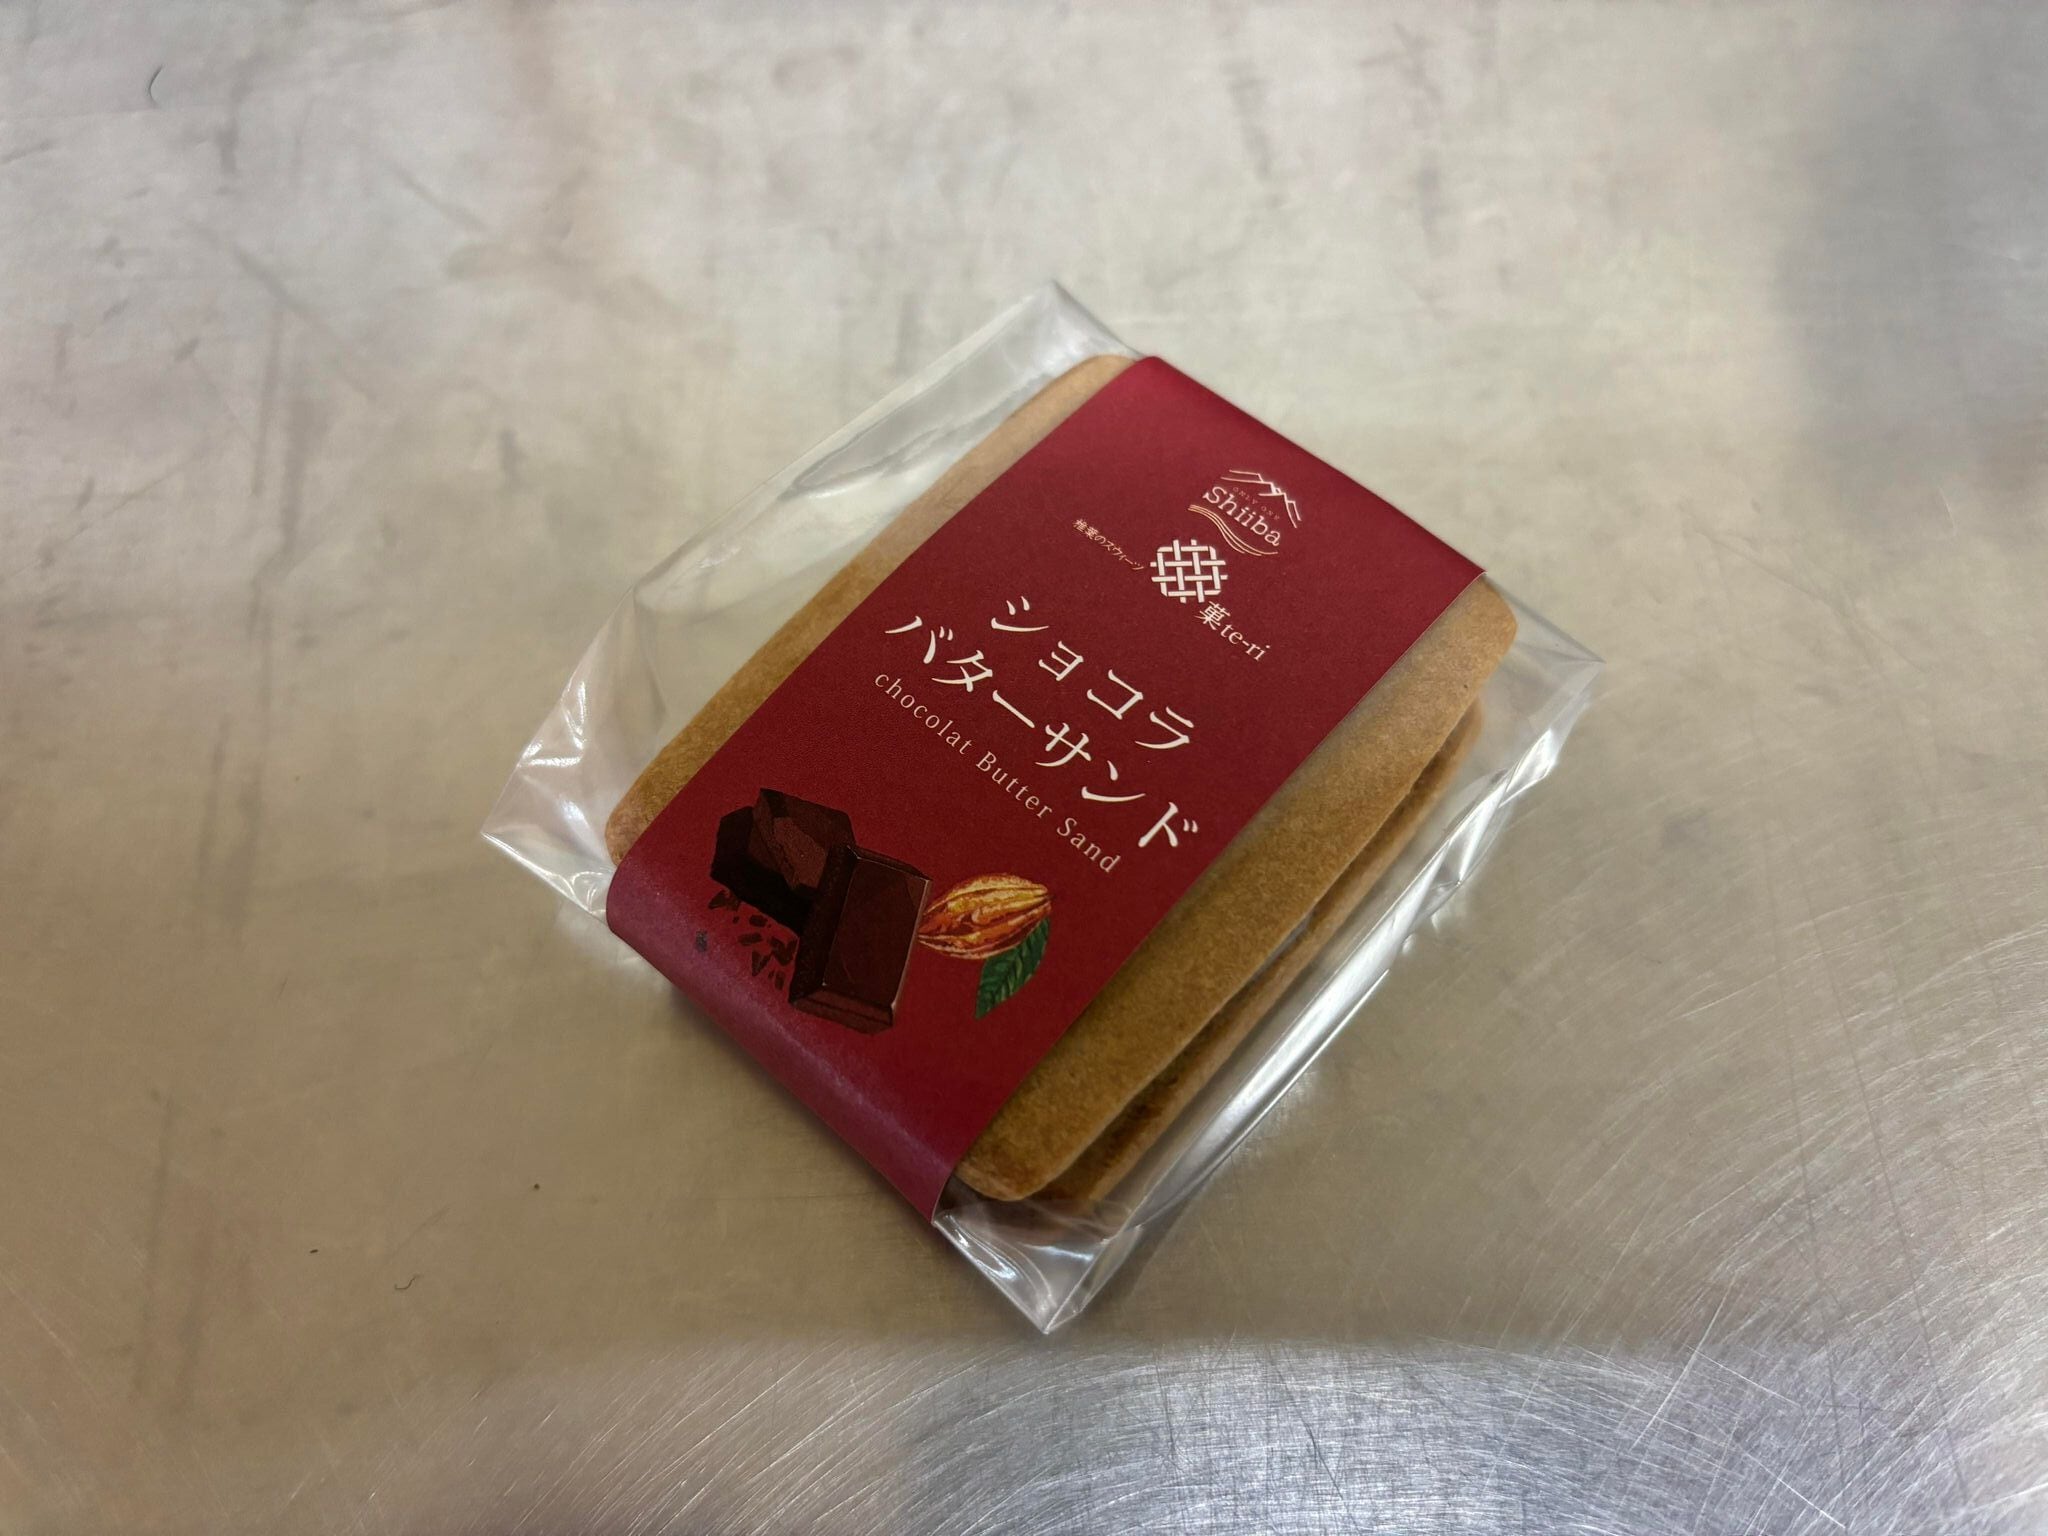 ONLY ONE
Shiiba
椎葉のスウィーツ
菓te-ri
ショコラ
バターサンド
chocolat Butter Sand